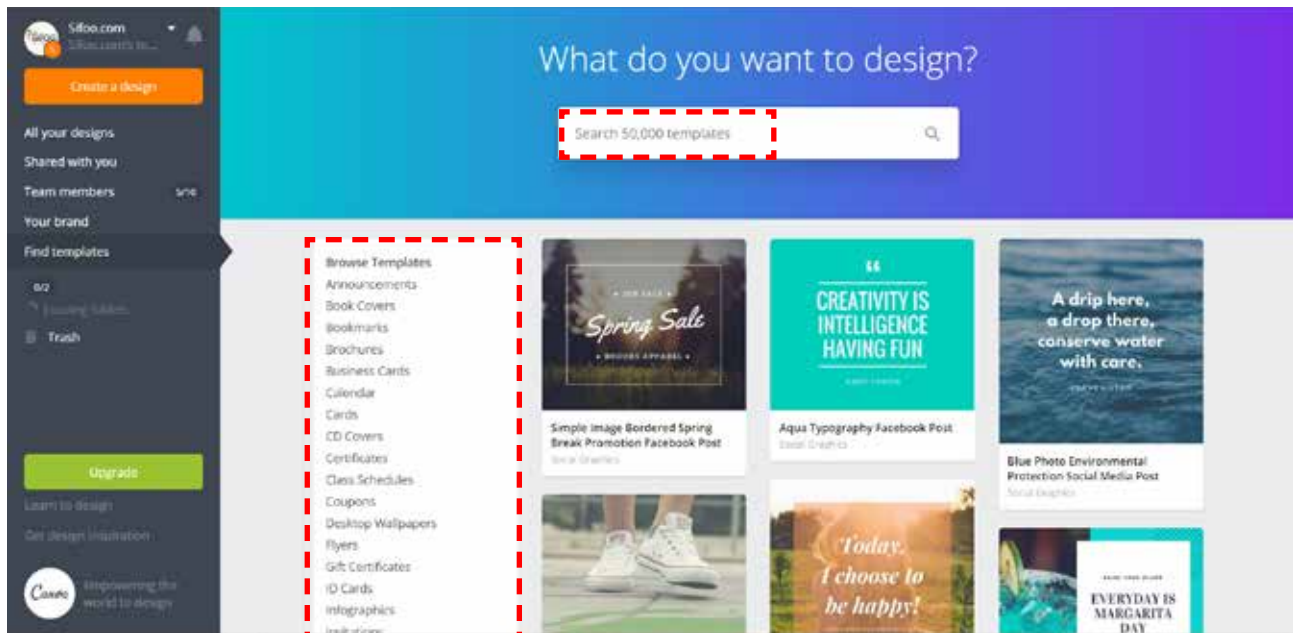 Sifoo.com
Create a design
All your designs
Shared with you
Team members
Your brand
Find templates
0/2
Trash
Upgrade
Learn to design
Get design inspiration
Canva
Empowering the
world to design
What do you want to design?
Search 50,000 templates
Browse Templates
Announcements
Book Covers
Bookmarks
Brochures
Business Cards
Calendar
Cards
CD Covers
Certificates
Class Schedules
Coupons
Desktop Wallpapers
Flyers
Gift Certificates
ID Cards
Infographics
Invitations
Spring Sale
Simple Image Bordered Spring
Break Promotion Facebook Post
Social Graphics
CREATIVITY IS
INTELLIGENCE
HAVING FUN
Aqua Typography Facebook Post
Social Graphics
A drip here,
a drop there,
conserve water
with care.
Blue Photo Environmental
Protection Social Media Post
Social Graphics
Today,
I choose to
be happy!
EVERYDAY IS
MARGARITA
DAY